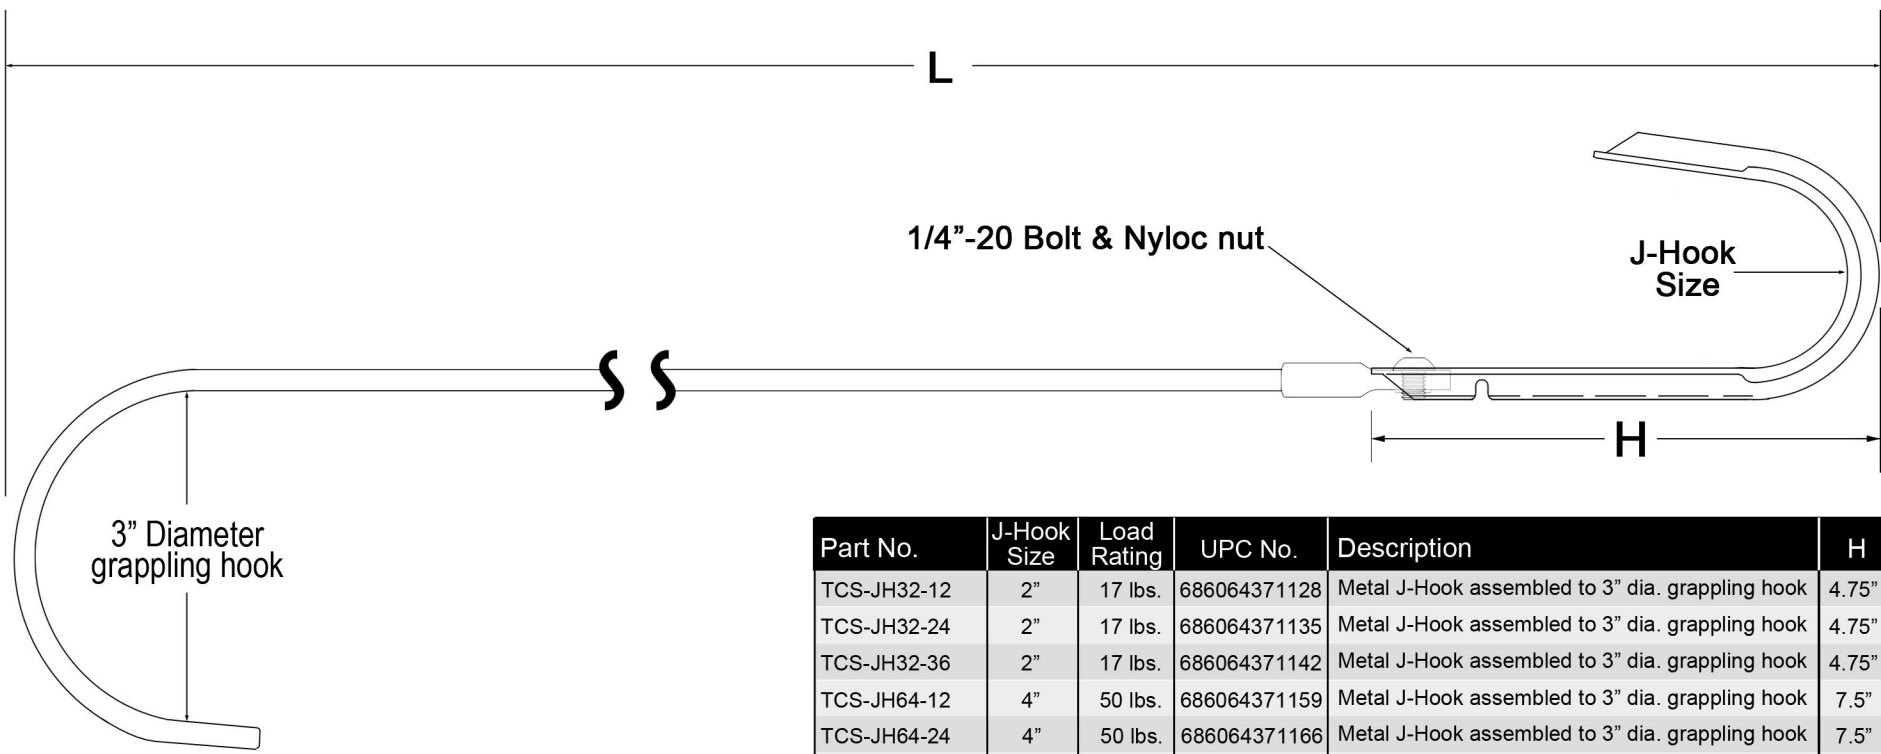 L
1/4”-20 Bolt & Nyloc nut
J-Hook
Size
H
3” Diameter
grappling hook
Part No. J-Hook Size Load Rating UPC No. Description H
TCS-JH32-12 2” 17 lbs. 686064371128 Metal J-Hook assembled to 3” dia. grappling hook 4.75”
TCS-JH32-24 2” 17 lbs. 686064371135 Metal J-Hook assembled to 3” dia. grappling hook 4.75”
TCS-JH32-36 2” 17 lbs. 686064371142 Metal J-Hook assembled to 3” dia. grappling hook 4.75”
TCS-JH64-12 4” 50 lbs. 686064371159 Metal J-Hook assembled to 3” dia. grappling hook 7.5”
TCS-JH64-24 4” 50 lbs. 686064371166 Metal J-Hook assembled to 3” dia. grappling hook 7.5”